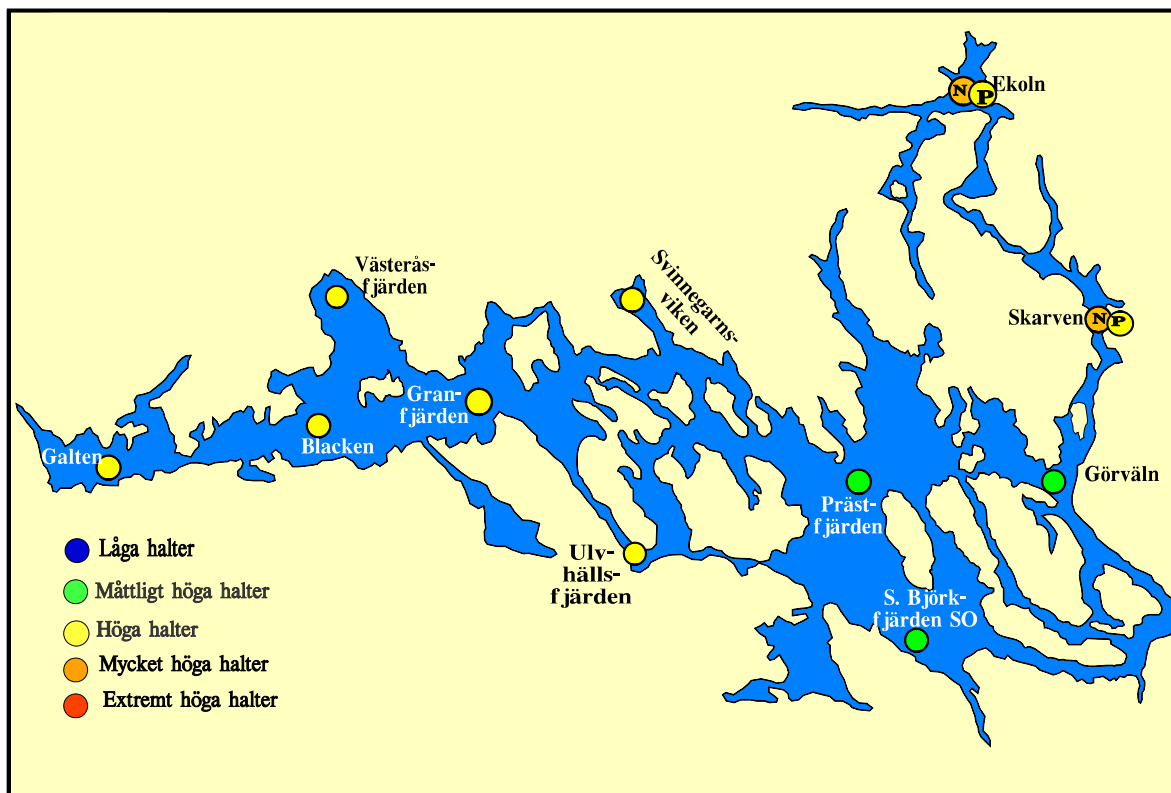 N
P
Ekoln
Västerås-
fjärden
Svinnegarns-
viken
Skarven
N
P
Gran-
fjärden
Blacken
Galten
Görväln
Präst-
fjärden
Ulv-
hälls-
fjärden
S. Björk-
fjärden SO
Låga halter
Måttligt höga halter
Höga halter
Mycket höga halter
Extremt höga halter